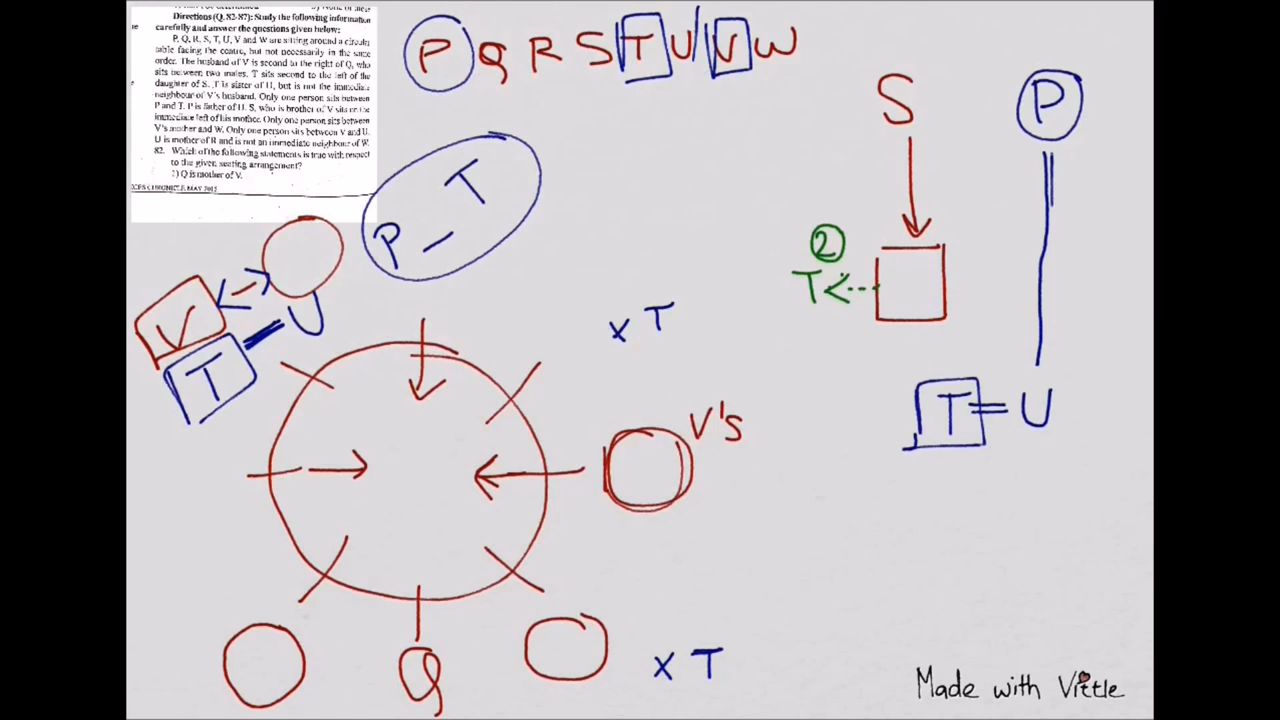 Directions (Q. 82-87): Study the following information
carefully and answer the questions given below:
P, Q, R, S, T, U, V and W are sitting around a circular
table facing the centre, but not necessarily in the same
order. The husband of V is second to the right of Q, who
sits between two males. T sits second to the left of the
daughter of S. T is sister of U, but is not the immediate
neighbour of V's husband. Only one person sits between
P and T. P is father of U. S, who is brother of V sits on the
immediate left of his mother. Only one person sits between
V's mother and W. Only one person sits between V and U.
U is mother of R and is not an immediate neighbour of W.
82. Which of the following statements is true with respect
to the given seating arrangement?
1) Q is mother of V.
MAY 2015
P Q R S T U V W
S
P
P _ T
2
T
V
U
T
x T
V's
T = U
Q
x T
Made with Vittle